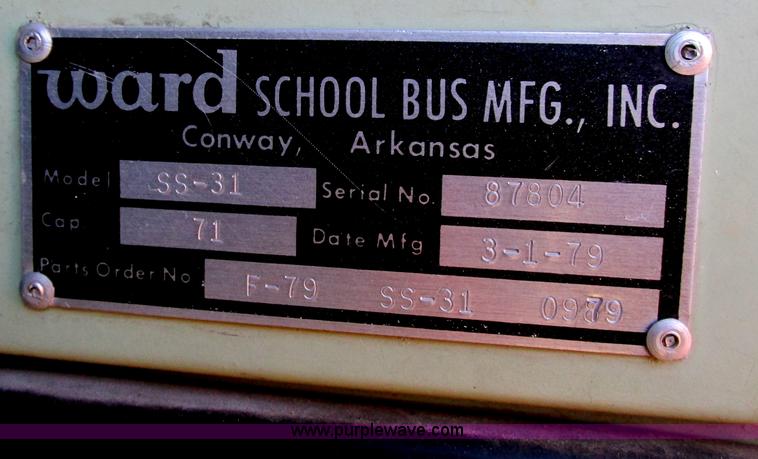 ward SCHOOL BUS MFG., INC.
Conway, Arkansas
Model SS-31 Serial No. 87804
Cap 71 Date Mfg 3-1-79
Parts Order No F-79 SS-31
www.purplewave.com